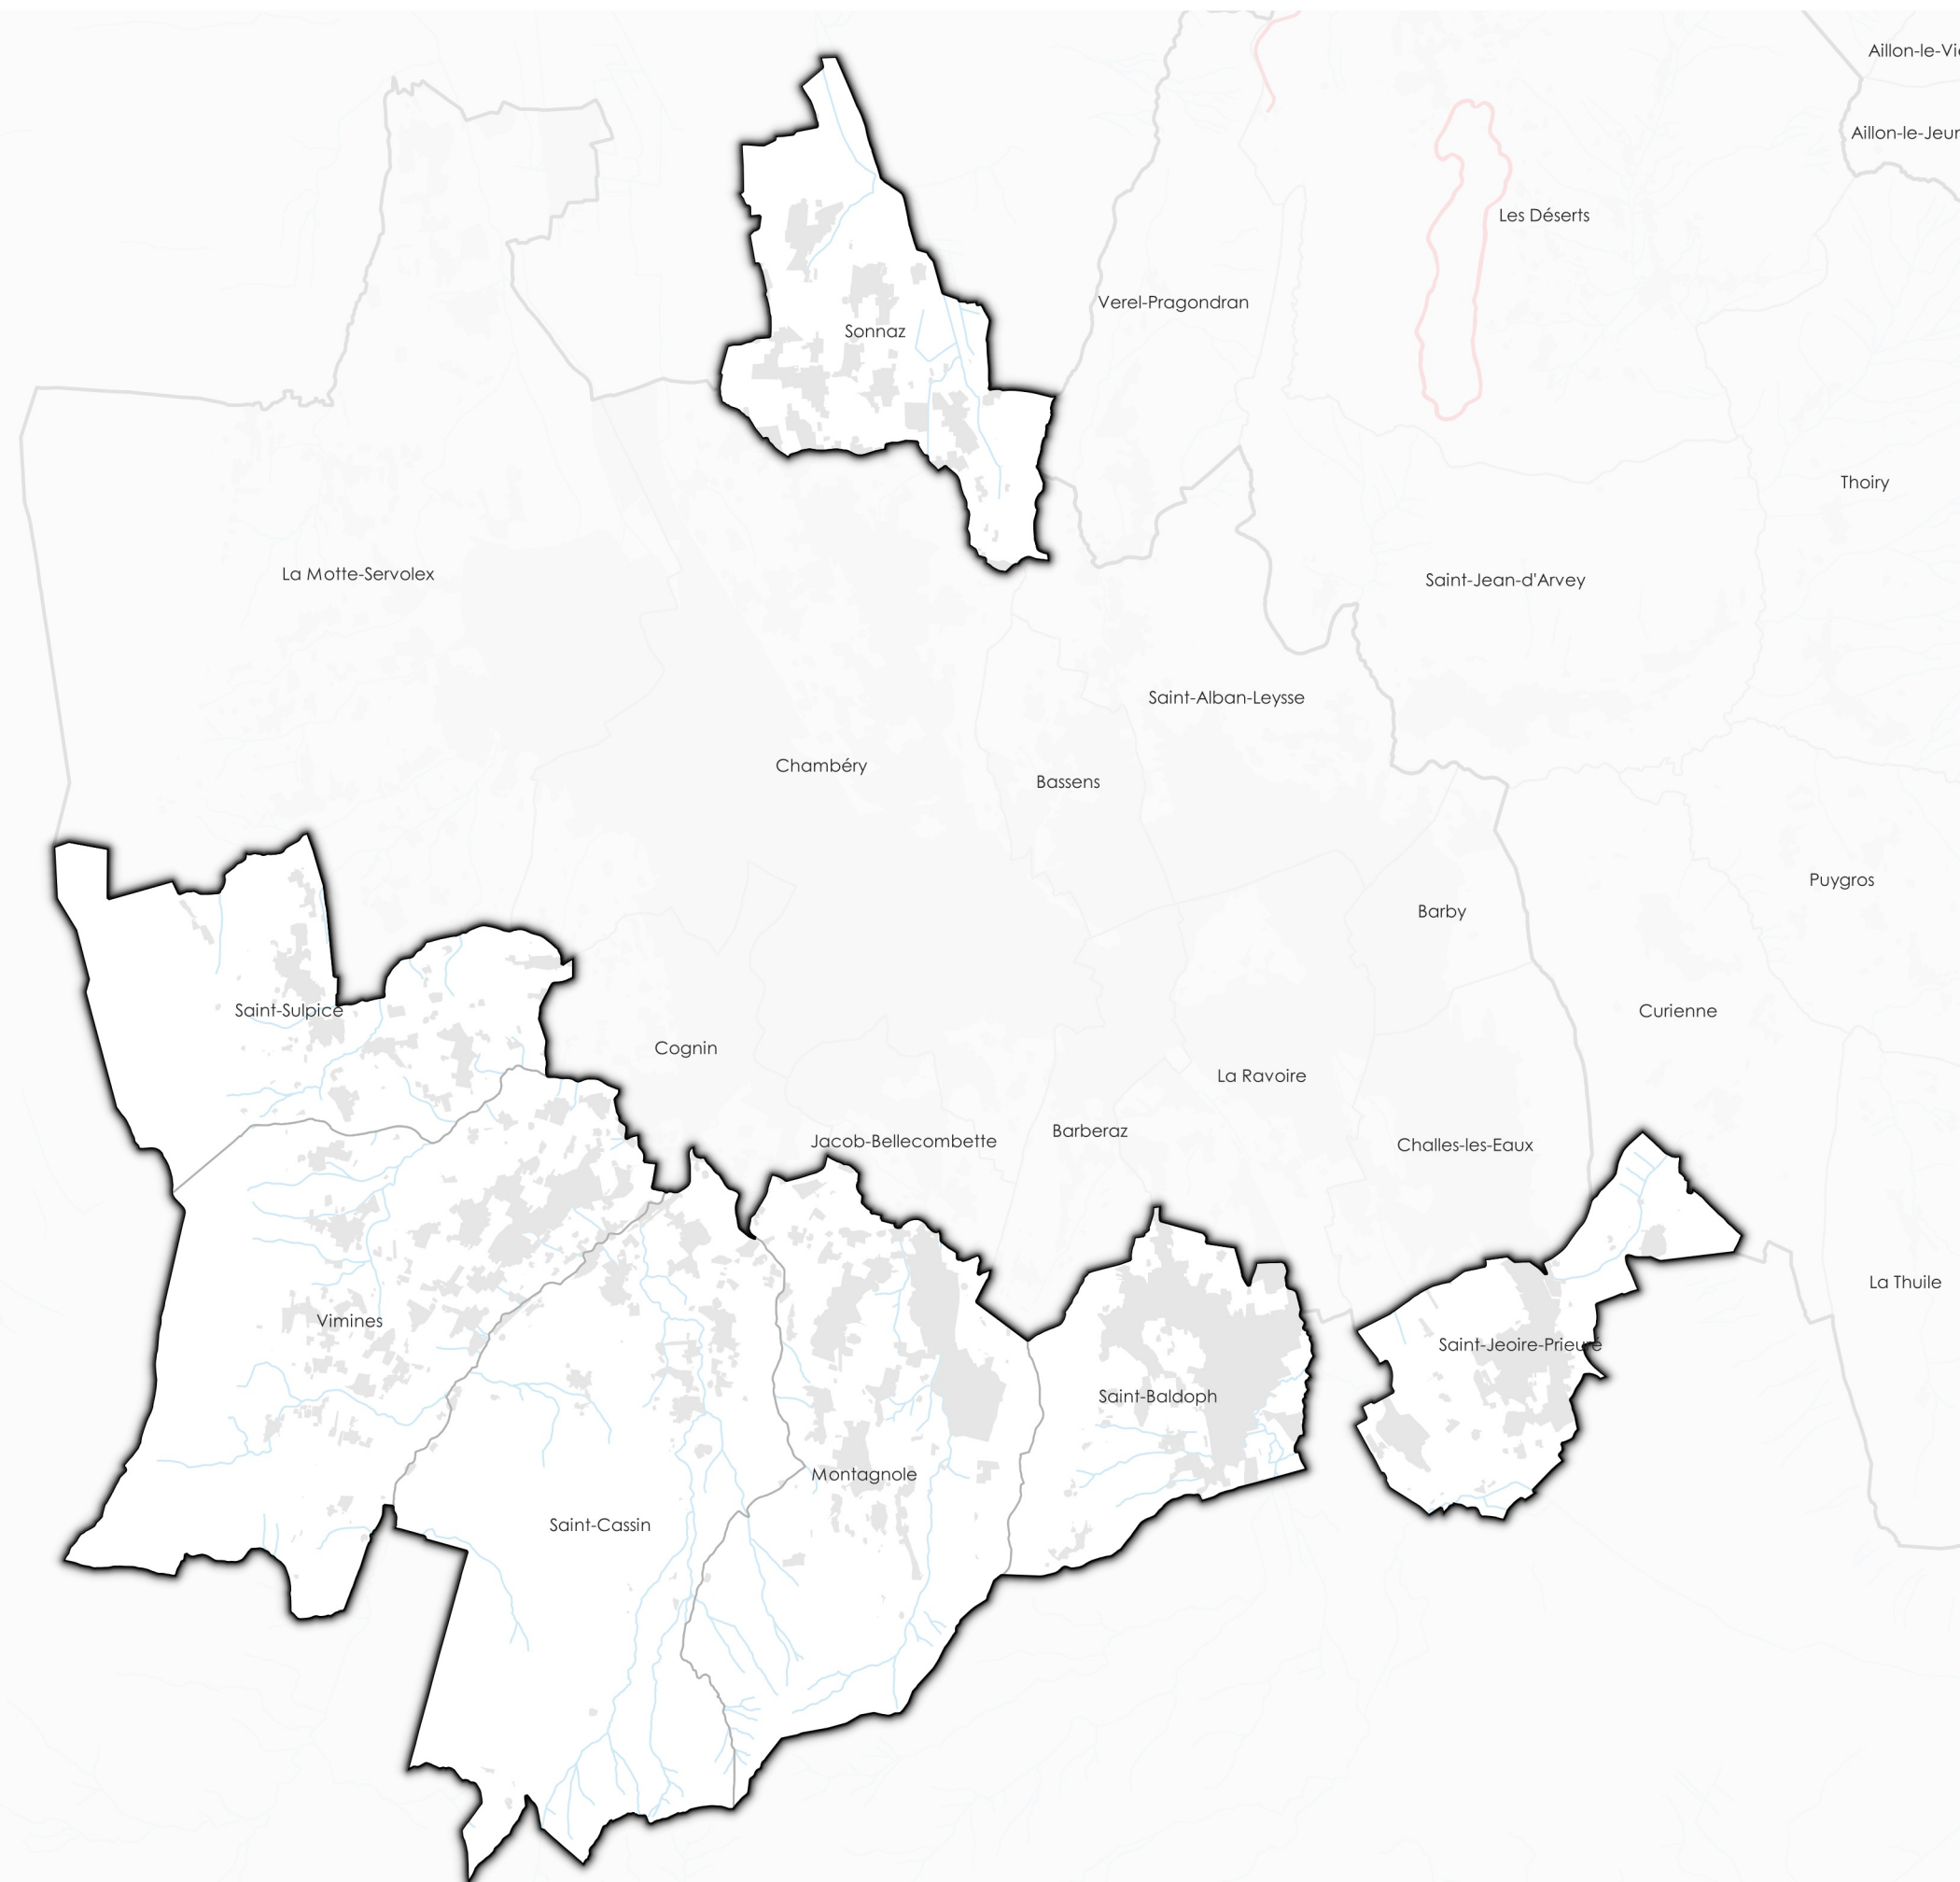 Aillon-le-Vi
Aillon-le-Jeu
Les Déserts
Verel-Pragondran
Sonnaz
Thoiry
La Motte-Servolex
Saint-Jean-d'Arvey
Saint-Alban-Leysse
Chambéry
Bassens
Puygros
Barby
Saint-Sulpice
Curienne
Cognin
La Ravoire
Barberaz
Jacob-Bellecombette
Challes-les-Eaux
La Thuile
Vimines
Saint-Jeoire-Prieuré
Saint-Baldoph
Montagnole
Saint-Cassin